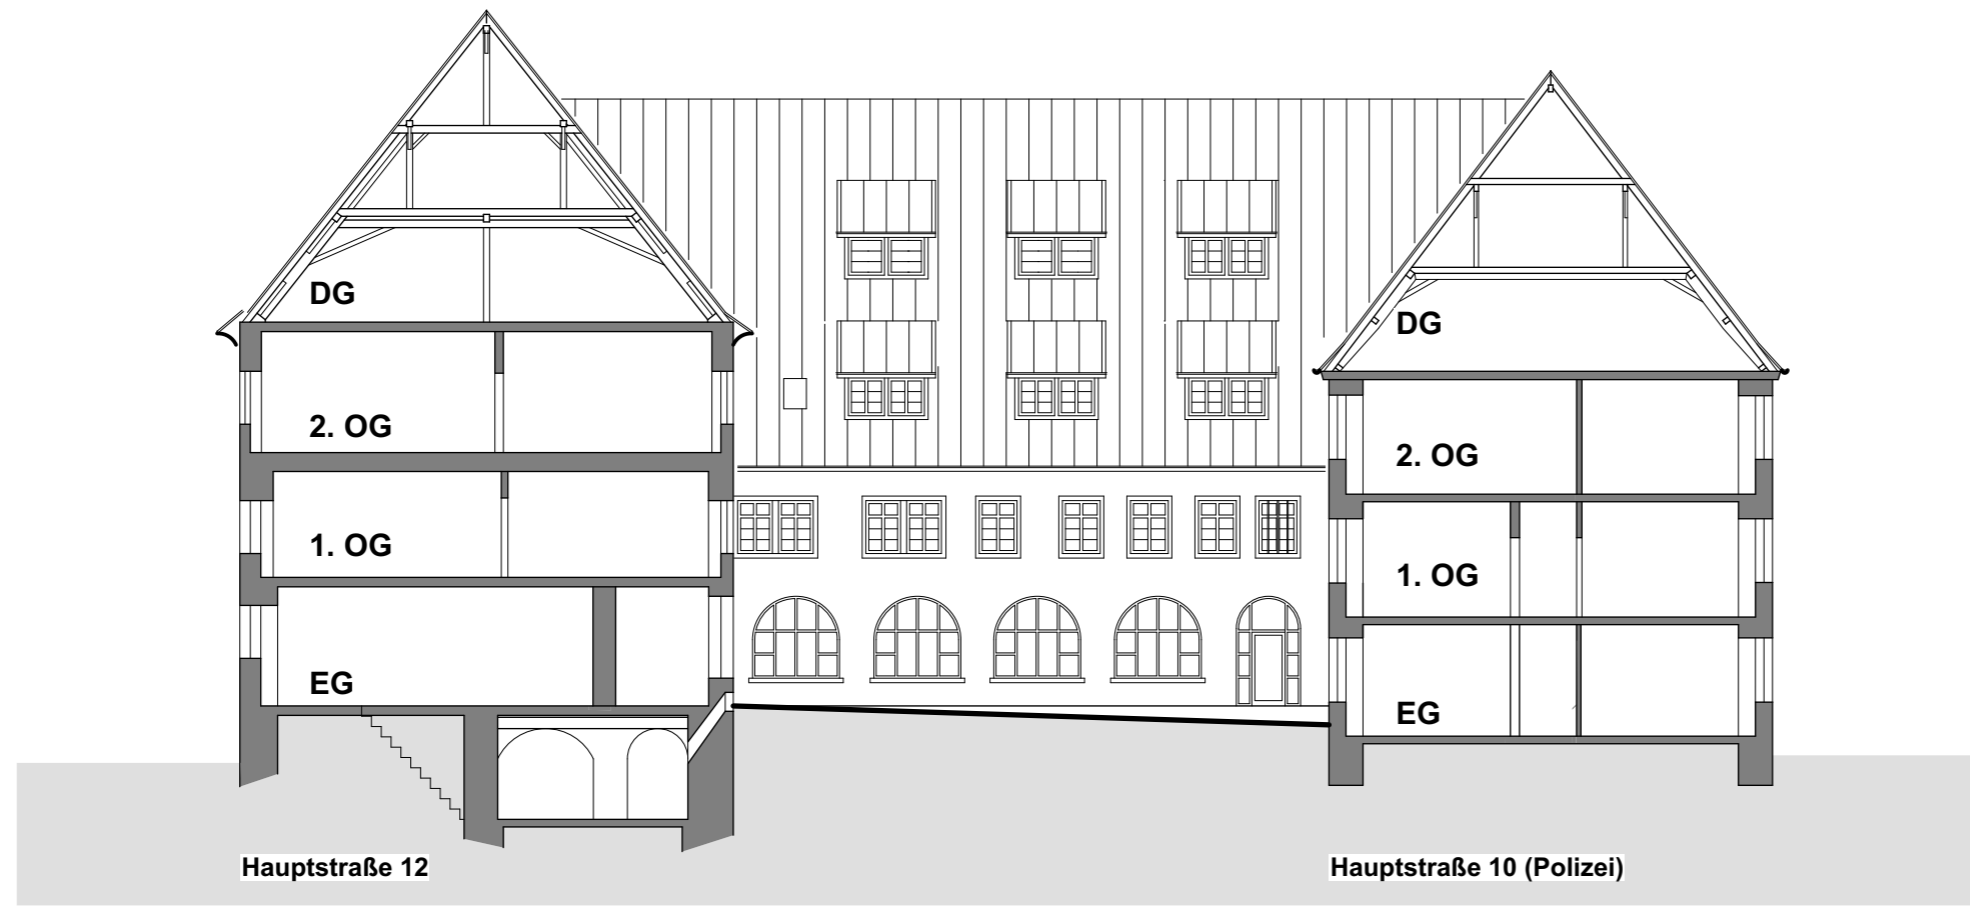 DG
DG
2. OG
2. OG
1. OG
1. OG
EG
EG
Hauptstraße 12
Hauptstraße 10 (Polizei)